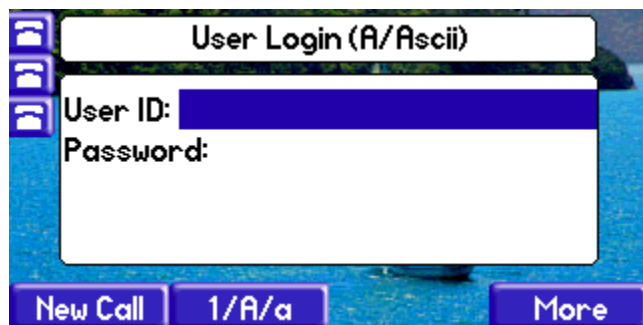 User Login (A/Ascii)
User ID:
Password:
New Call 1/A/a More